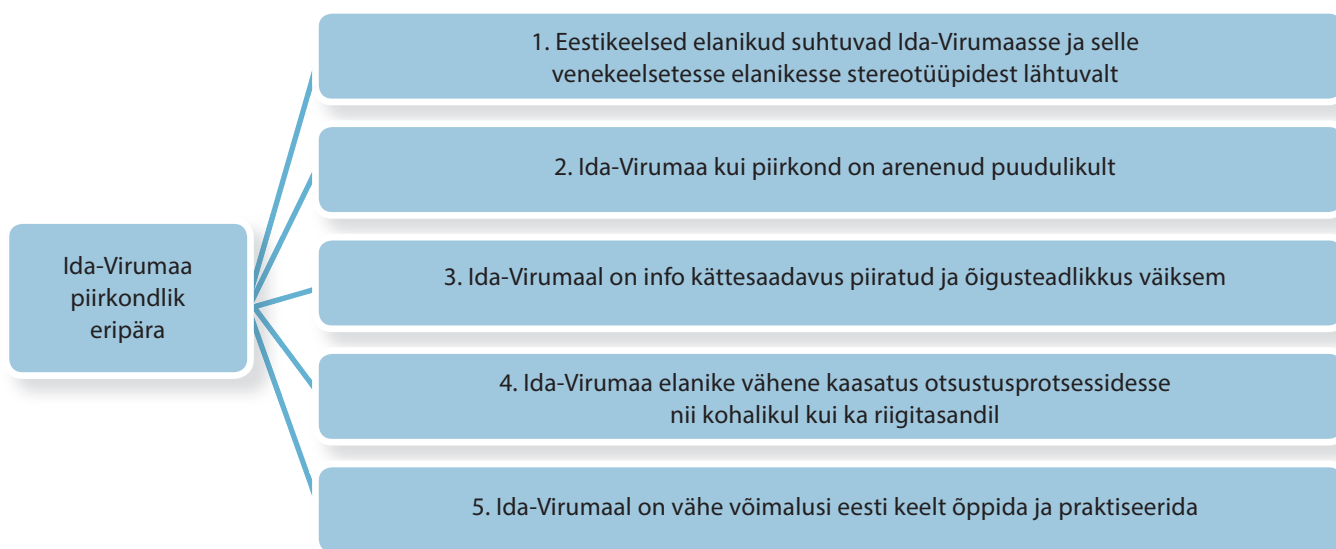 1. Eestikeelsed elanikud suhtuvad Ida-Virumaasse ja selle
venekeelsetesse elanikesse stereotüüpidest lähtuvalt
2. Ida-Virumaa kui piirkond on arenenud puudulikult
Ida-Virumaa
piirkondlik
eripära
3. Ida-Virumaal on info kättesaadavus piiratud ja õigusteadlikkus väiksem
4. Ida-Virumaa elanike vähene kaasatus otsustusprotsessidesse
nii kohalikul kui ka riigitasandil
5. Ida-Virumaal on vähe võimalusi eesti keelt õppida ja praktiseerida